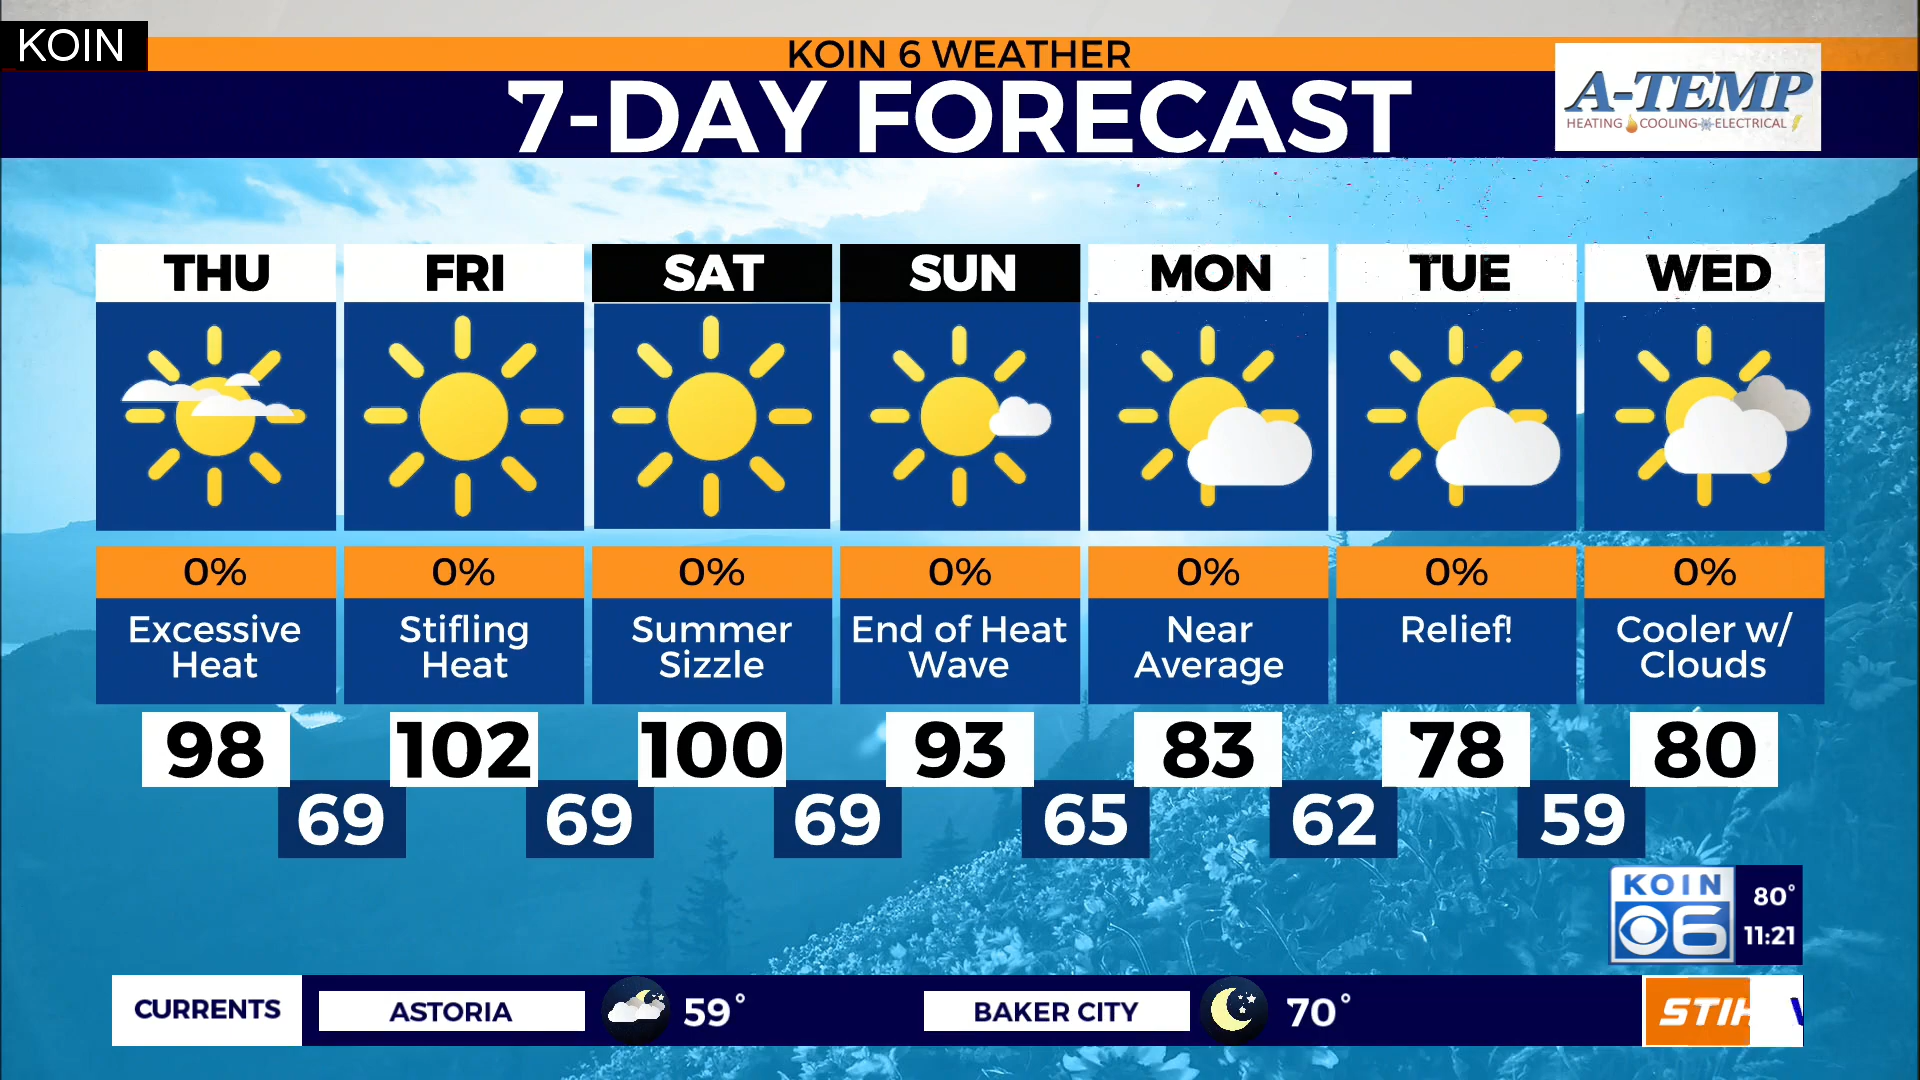 KOIN
KOIN 6 WEATHER
7-DAY FORECAST
A-TEMP
HEATING COOLING ELECTRICAL
THU FRI SAT SUN MON TUE WED
0% 0% 0% 0% 0% 0% 0%
Excessive Stifling Summer End of Heat Near Relief! Cooler w/
Heat Heat Sizzle Wave Average Clouds
98 102 100 93 83 78 80
69 69 69 65 62 59
KOIN 80°
6 11:21
CURRENTS ASTORIA 59° BAKER CITY 70° STIH